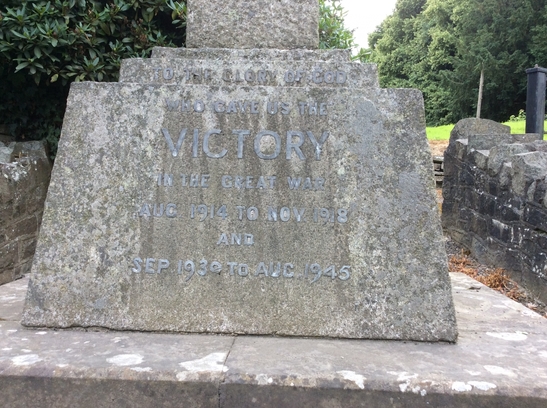 TO THE GLORY OF GOD
WHO GAVE US THE
VICTORY
IN THE GREAT WAR
AUG 1914 TO NOV. 1918
AND
SEP. 1939 TO AUG. 1945